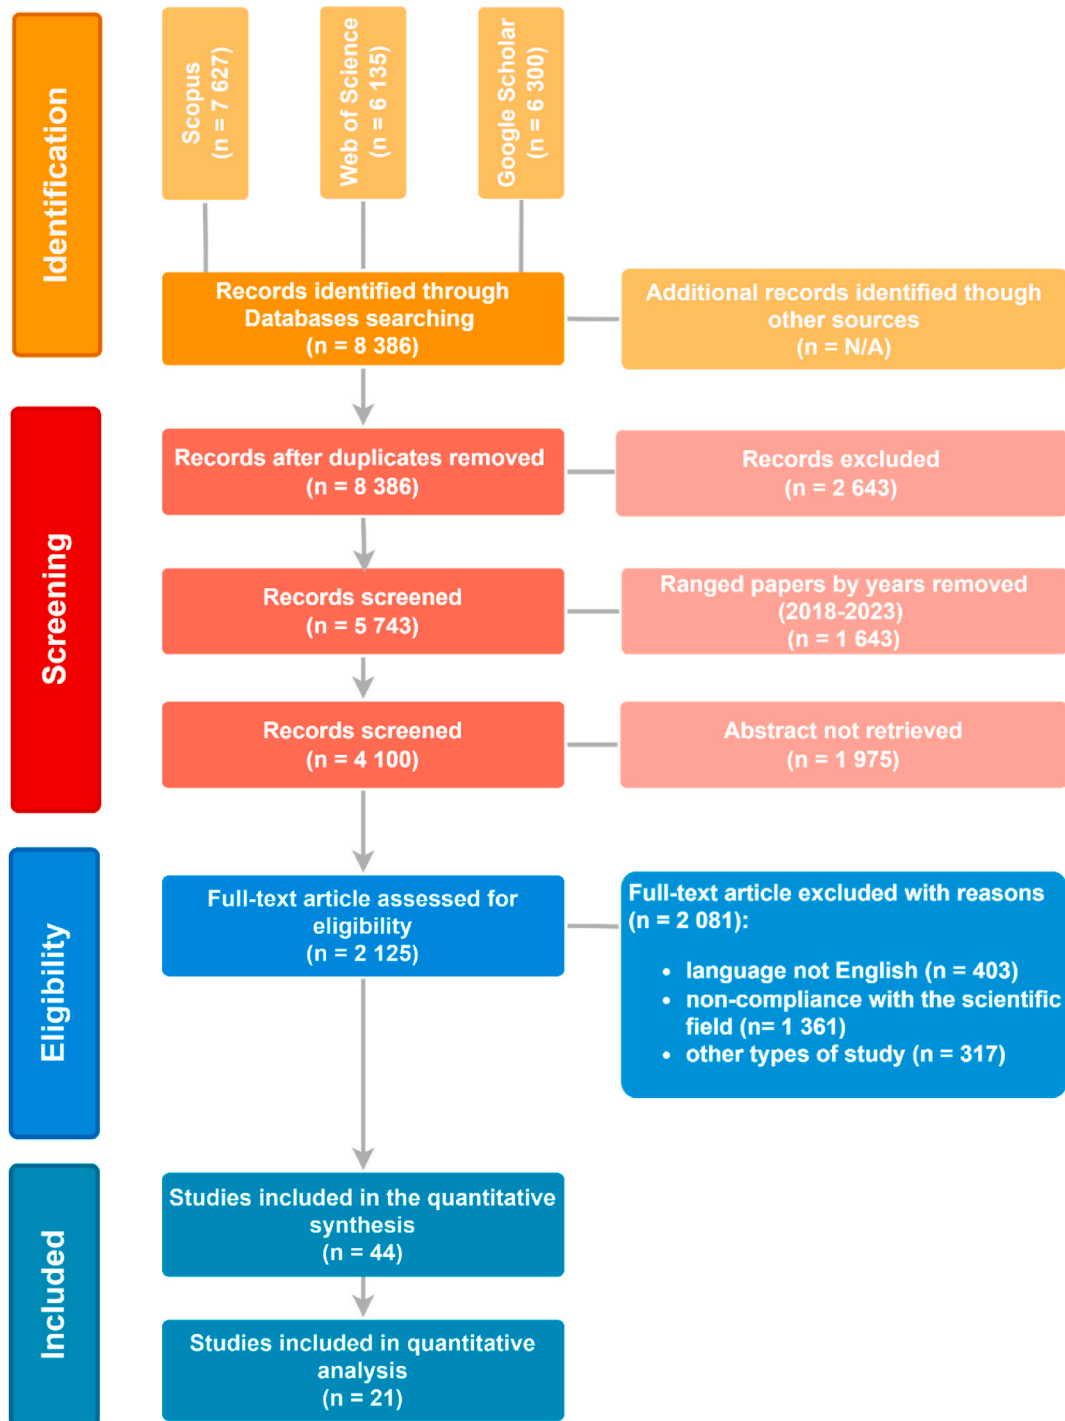 Identification
Scopus
(n = 7 627)
Web of Science
(n = 6 135)
Google Scholar
(n = 6 300)
Records identified through
Databases searching
(n = 8 386)
Additional records identified though
other sources
(n = N/A)
Screening
Records after duplicates removed
(n = 8 386)
Records excluded
(n = 2 643)
Records screened
(n = 5 743)
Ranged papers by years removed
(2018-2023)
(n = 1 643)
Records screened
(n = 4 100)
Abstract not retrieved
(n = 1 975)
Eligibility
Full-text article assessed for
eligibility
(n = 2 125)
Full-text article excluded with reasons
(n = 2 081):
• language not English (n = 403)
• non-compliance with the scientific
field (n= 1 361)
• other types of study (n = 317)
Included
Studies included in the quantitative
synthesis
(n = 44)
Studies included in quantitative
analysis
(n = 21)